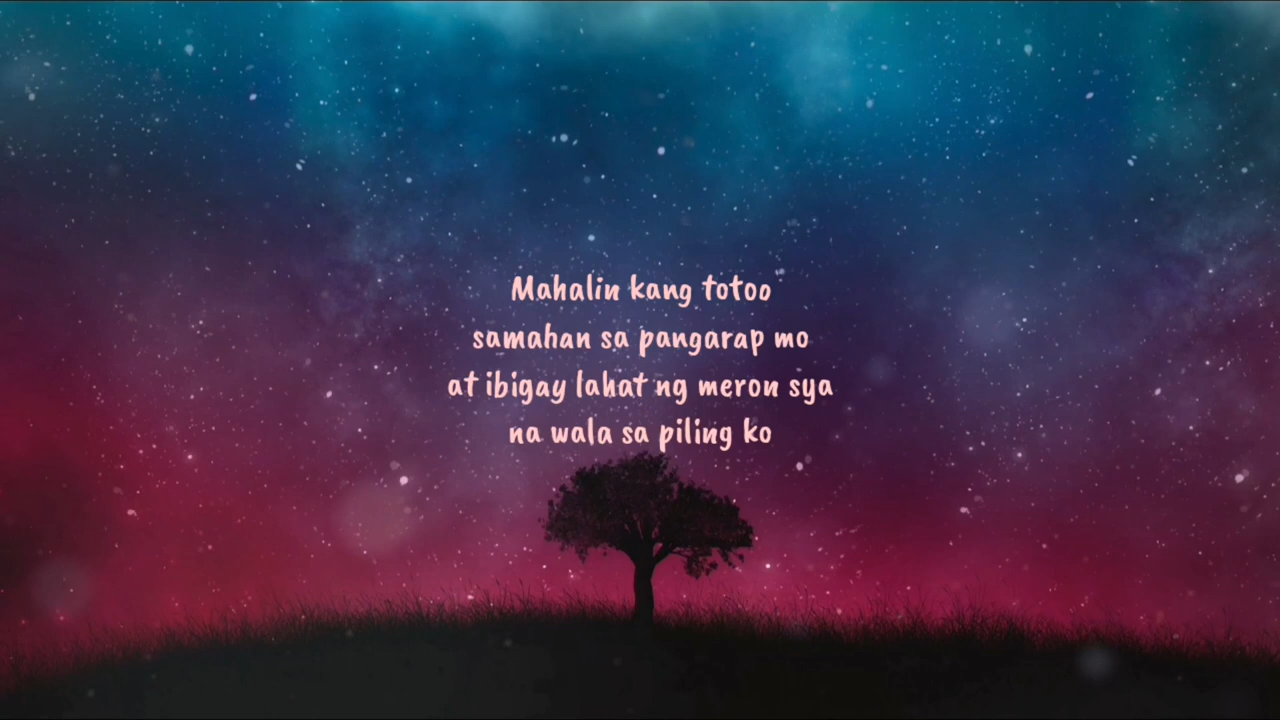 Mahalin kang totoo
samahan sa pangarap mo
at ibigay lahat ng meron sya
na wala sa piling ko